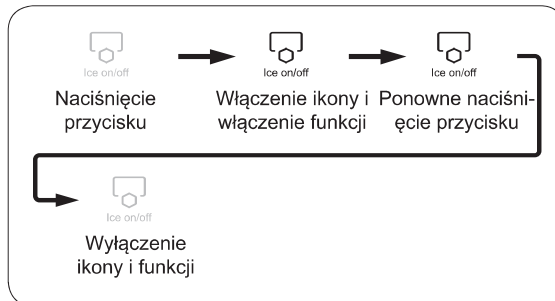 Ice on/off
Ice on/off
Ice on/off
Naciśnięcie
przycisku
Włączenie ikony i
włączenie funkcji
Ponowne naciśni-
ęcie przycisku
Ice on/off
Wyłączenie
ikony i funkcji